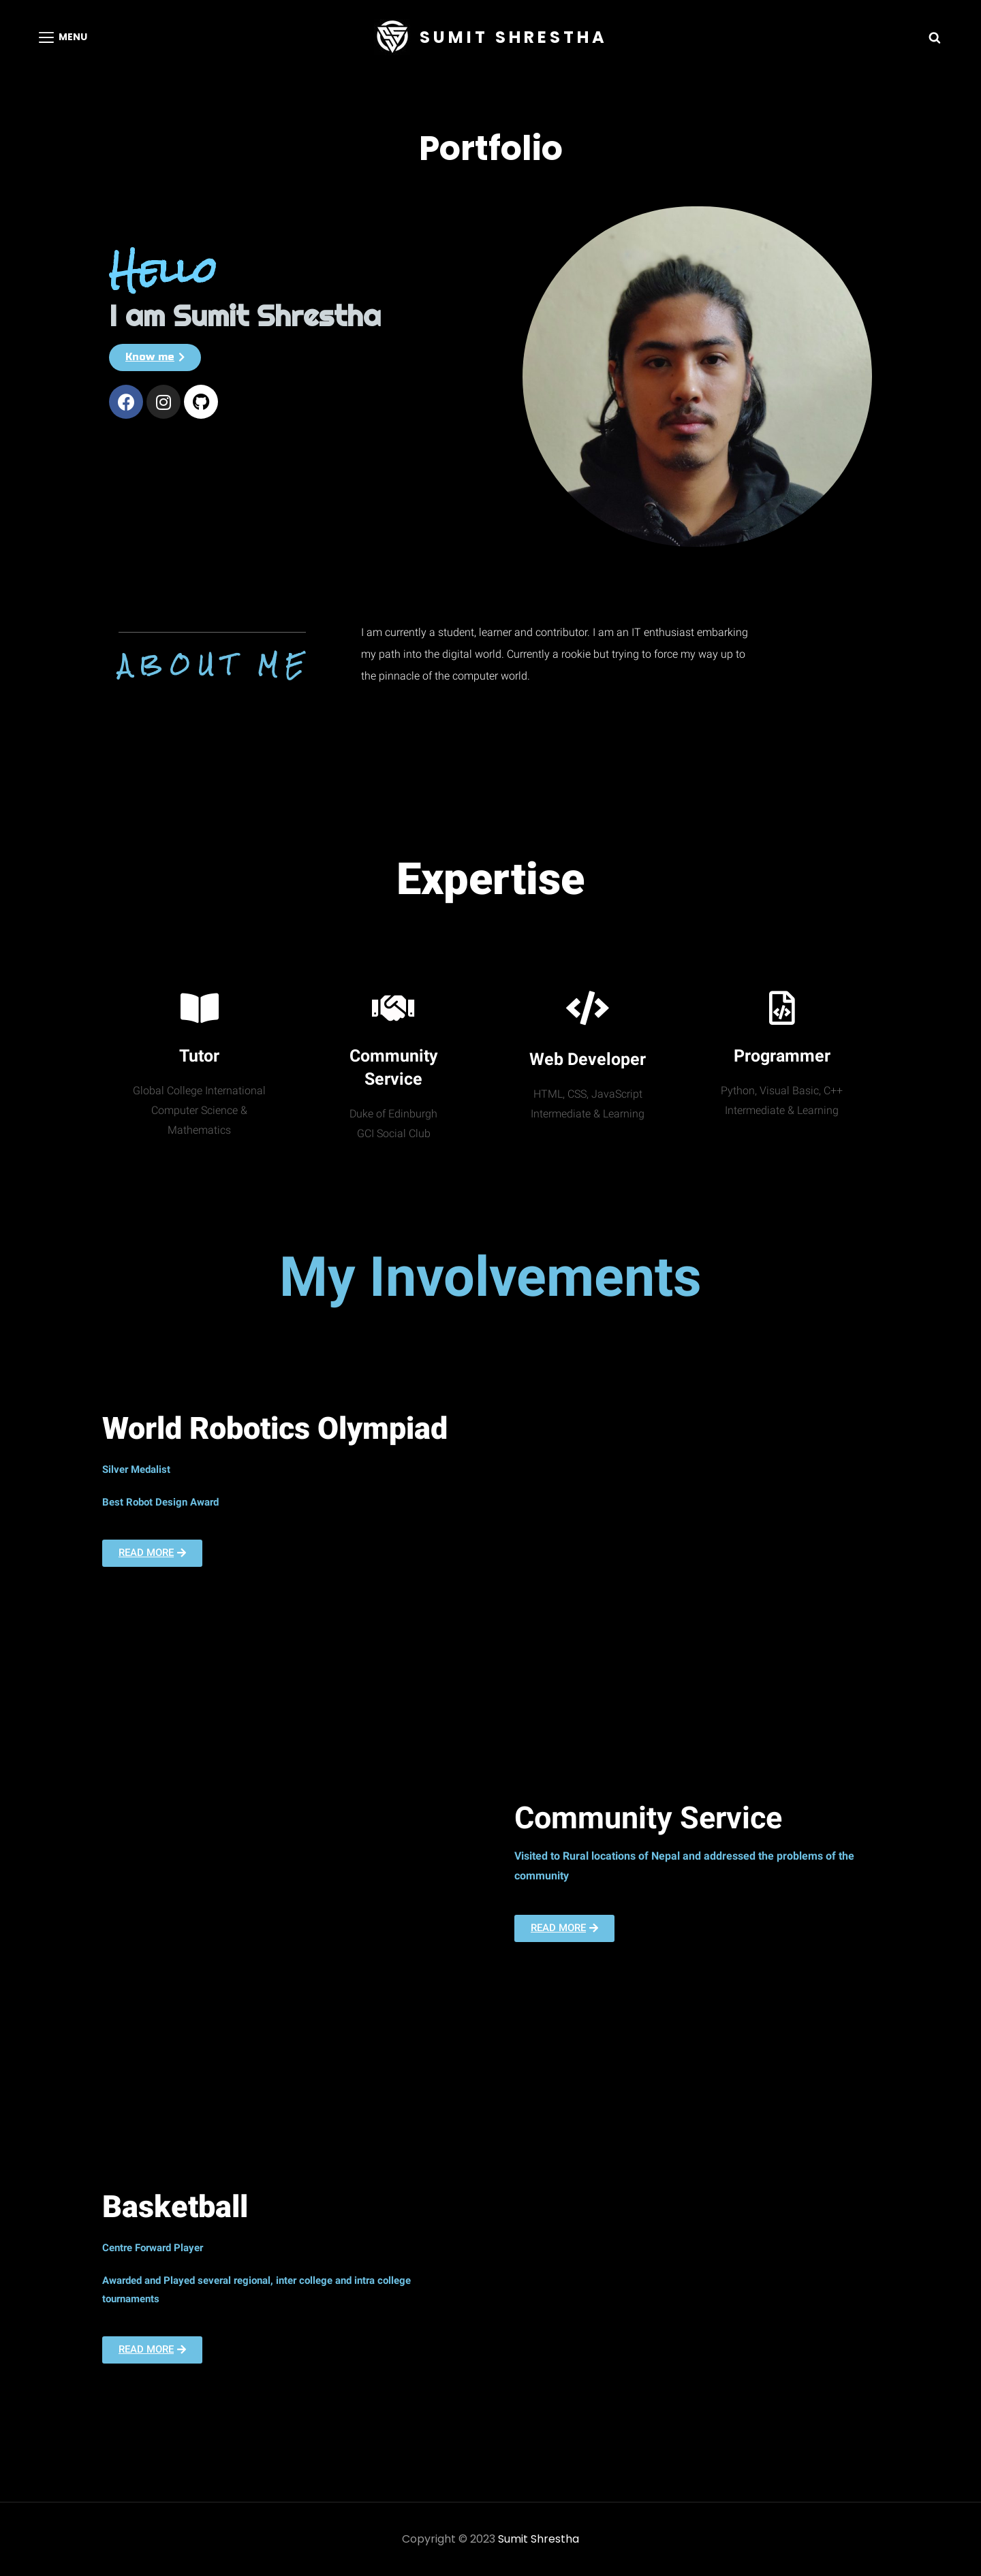 MENU
SUMIT SHRESTHA
Portfolio
Hello
I am Sumit Shrestha
Know me
I am currently a student, learner and contributor. I am an IT enthusiast embarking
my path into the digital world. Currently a rookie but trying to force my way up to
the pinnacle of the computer world.
ABOUT ME
Expertise
Tutor
Global College International
Computer Science &
Mathematics
Community
Service
Duke of Edinburgh
GCI Social Club
Web Developer
HTML, CSS, JavaScript
Intermediate & Learning
Programmer
Python, Visual Basic, C++
Intermediate & Learning
My Involvements
World Robotics Olympiad
Silver Medalist
Best Robot Design Award
READ MORE
Community Service
Visited to Rural locations of Nepal and addressed the problems of the
community
READ MORE
Basketball
Centre Forward Player
Awarded and Played several regional, inter college and intra college
tournaments
READ MORE
Copyright © 2023 Sumit Shrestha